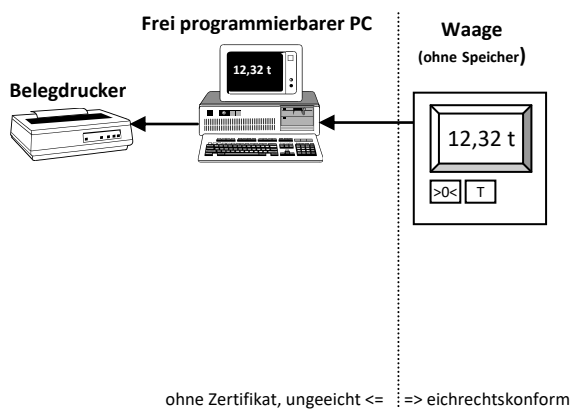 Frei programmierbarer PC
Waage
(ohne Speicher)
12,32 t
Belegdrucker
12,32 t
>0< T
ohne Zertifikat, ungeeicht <= => eichrechtskonform